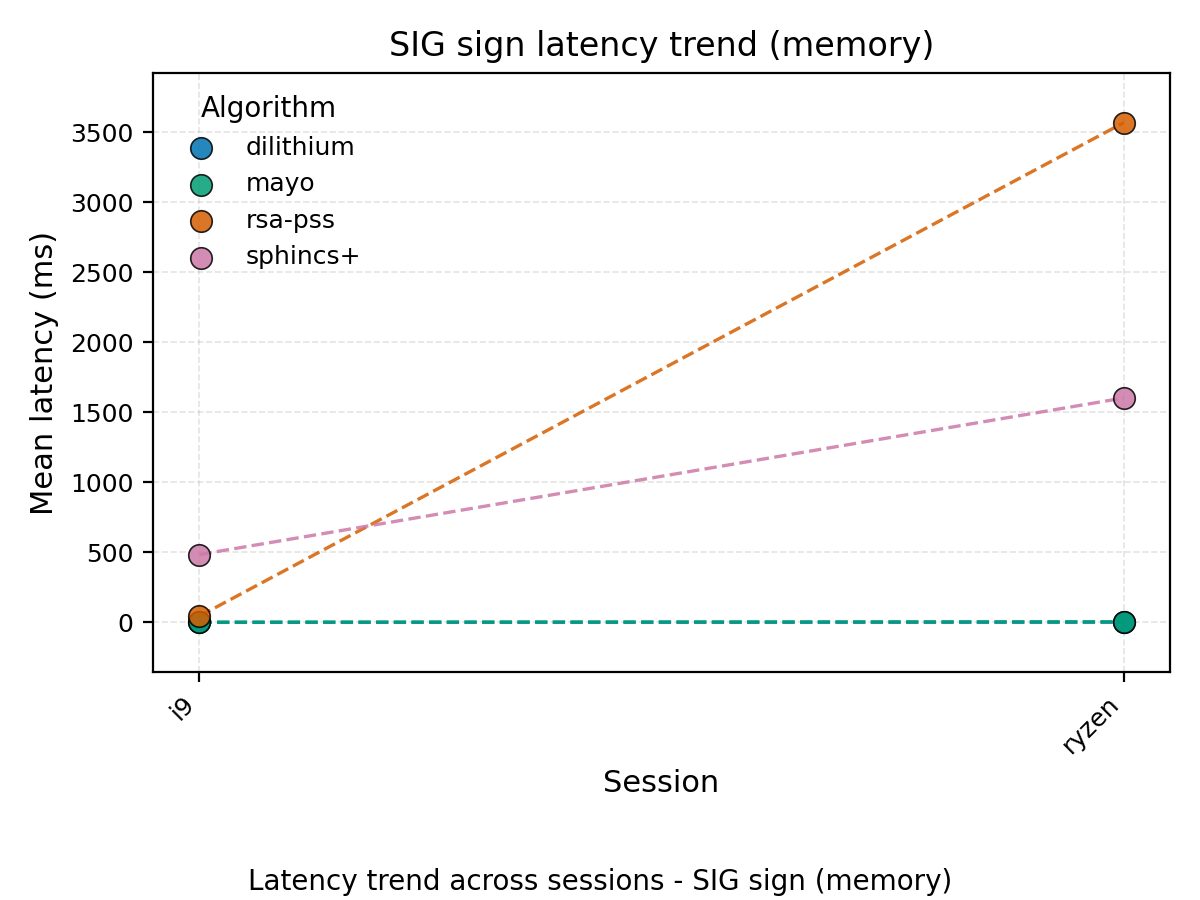 SIG sign latency trend (memory)
Algorithm
dilithium
mayo
rsa-pss
sphincs+
Mean latency (ms)
3500
3000
2500
2000
1500
1000
500
0
i9
ryzen
Session
Latency trend across sessions - SIG sign (memory)